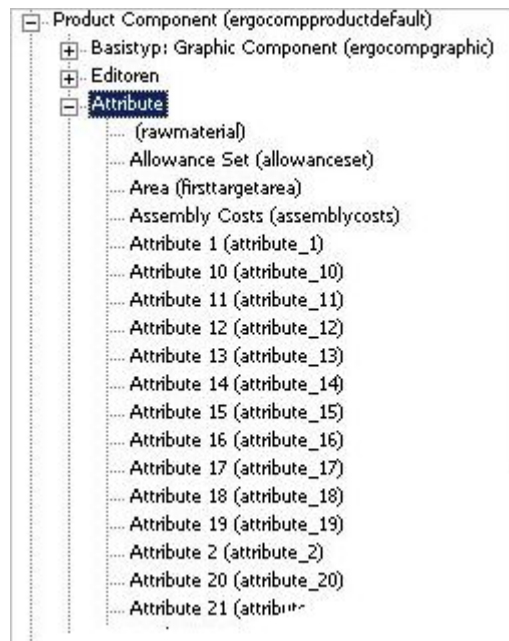 Product Component (ergocompproductdefault)
Basistyp: Graphic Component (ergocompgraphic)
Editoren
Attribute
(rawmaterial)
Allowance Set (allowanceset)
Area (firsttargetarea)
Assembly Costs (assemblycosts)
Attribute 1 (attribute_1)
Attribute 10 (attribute_10)
Attribute 11 (attribute_11)
Attribute 12 (attribute_12)
Attribute 13 (attribute_13)
Attribute 14 (attribute_14)
Attribute 15 (attribute_15)
Attribute 16 (attribute_16)
Attribute 17 (attribute_17)
Attribute 18 (attribute_18)
Attribute 19 (attribute_19)
Attribute 2 (attribute_2)
Attribute 20 (attribute_20)
Attribute 21